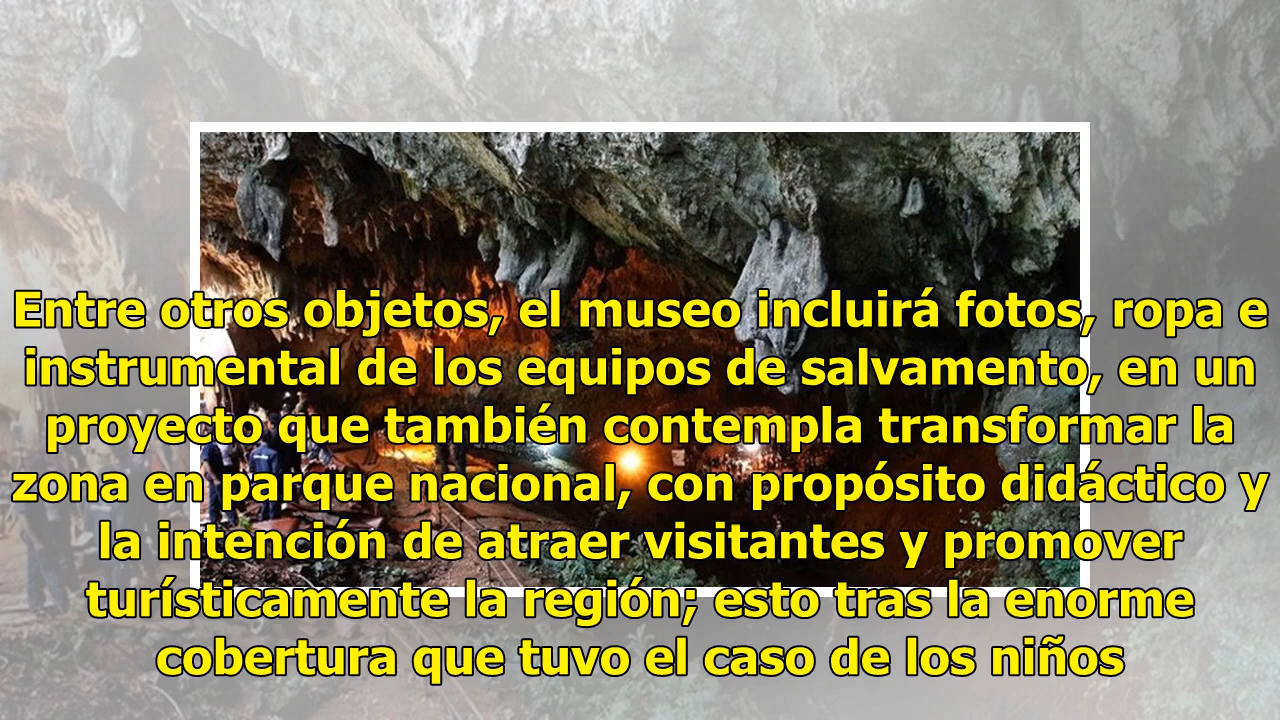 Entre otros objetos, el museo incluirá fotos, ropa e
instrumental de los equipos de salvamento, en un
proyecto que también contempla transformar la
zona en parque nacional, con propósito didáctico y
la intención de atraer visitantes y promover
turísticamente la región; esto tras la enorme
cobertura que tuvo el caso de los niños